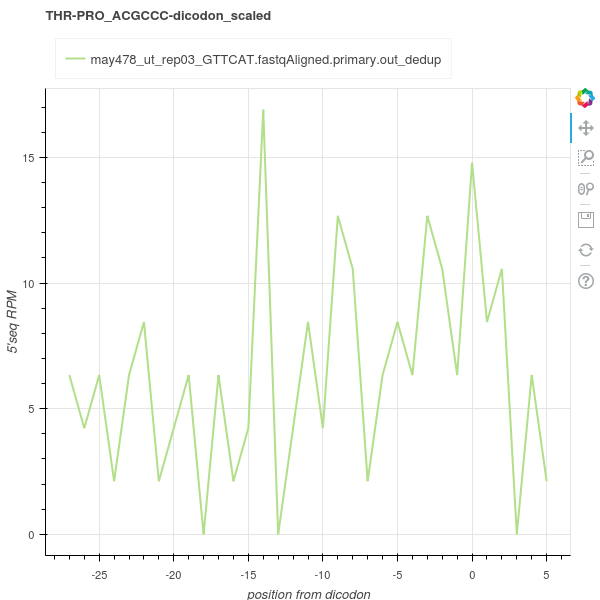 THR-PRO_ACGCCC-dicodon_scaled
may478_ut_rep03_GTTCAT.fastqAligned.primary.out_dedup
15
10
5
0
5'seq RPM
-25 -20 -15 -10 -5 0 5
position from dicodon